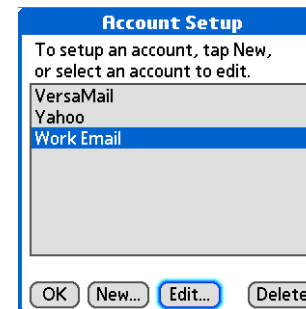 Account Setup
To setup an account, tap New,
or select an account to edit.
VersaMail
Yahoo
Work Email
OK New... Edit... Delete